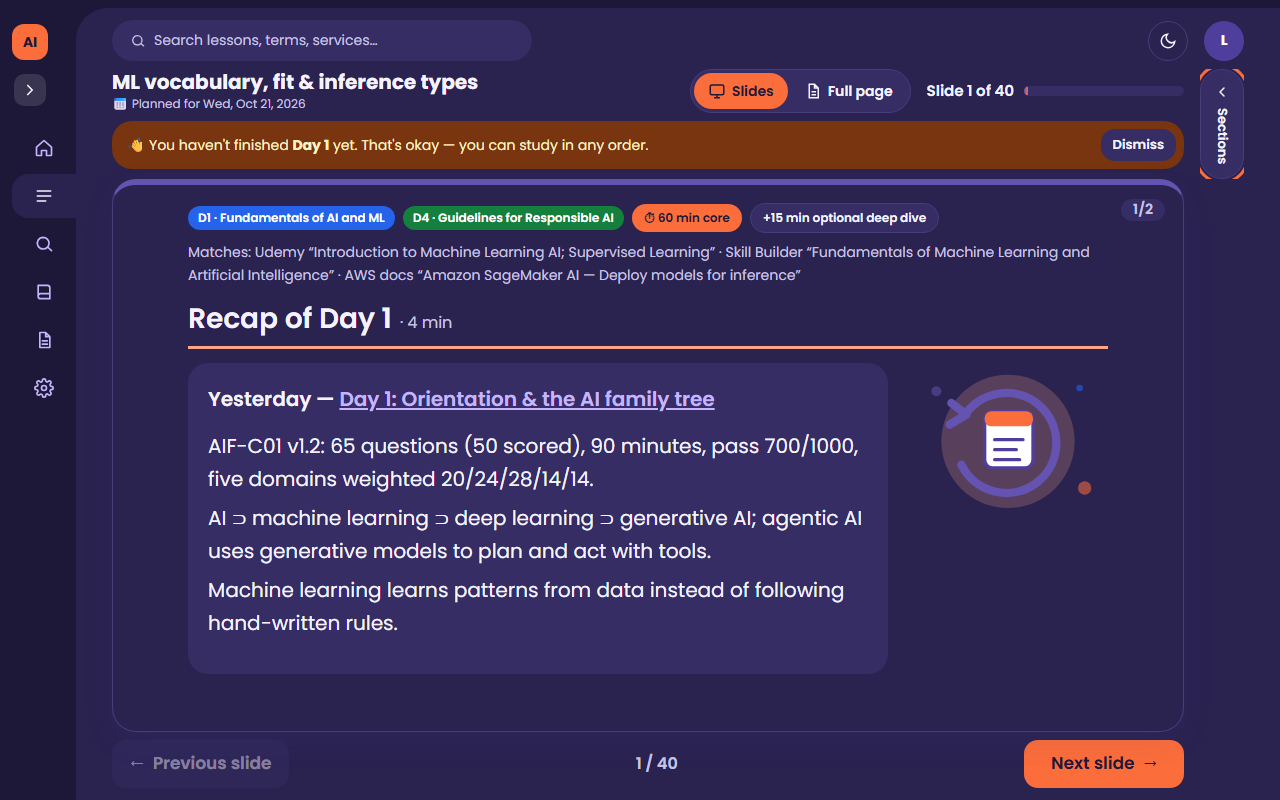 AI
Search lessons, terms, services...
L
ML vocabulary, fit & inference types
Planned for Wed, Oct 21, 2026
Slides
Full page
Slide 1 of 40
Sections
You haven't finished Day 1 yet. That's okay — you can study in any order.
Dismiss
D1 · Fundamentals of AI and ML
D4 · Guidelines for Responsible AI
⏱ 60 min core
+15 min optional deep dive
1/2
Matches: Udemy “Introduction to Machine Learning AI; Supervised Learning” · Skill Builder “Fundamentals of Machine Learning and
Artificial Intelligence” · AWS docs “Amazon SageMaker AI — Deploy models for inference”
Recap of Day 1 · 4 min
Yesterday — Day 1: Orientation & the AI family tree
AIF-C01 v1.2: 65 questions (50 scored), 90 minutes, pass 700/1000,
five domains weighted 20/24/28/14/14.
AI ⊃ machine learning ⊃ deep learning ⊃ generative AI; agentic AI
uses generative models to plan and act with tools.
Machine learning learns patterns from data instead of following
hand-written rules.
← Previous slide
1 / 40
Next slide →